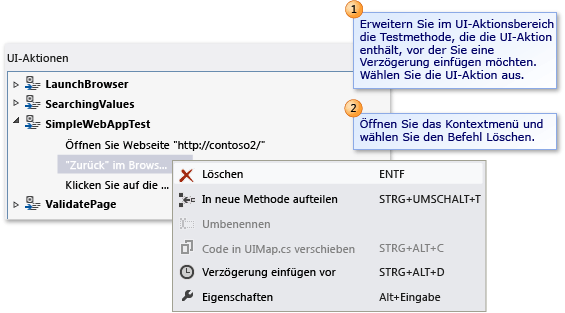 1
Erweitern Sie im UI-Aktionsbereich
die Testmethode, die die UI-Aktion
enthält, vor der Sie eine
Verzögerung einfügen möchten.
Wählen Sie die UI-Aktion aus.
2
Öffnen Sie das Kontextmenü und
wählen Sie den Befehl Löschen.
UI-Aktionen
LaunchBrowser
SearchingValues
SimpleWebAppTest
Öffnen Sie Webseite "http://contoso2/"
"Zurück" im Brows...
Klicken Sie auf die ...
ValidatePage
Löschen ENTF
In neue Methode aufteilen STRG+UMSCHALT+T
Umbenennen
Code in UIMap.cs verschieben STRG+ALT+C
Verzögerung einfügen vor STRG+ALT+D
Eigenschaften Alt+Eingabe